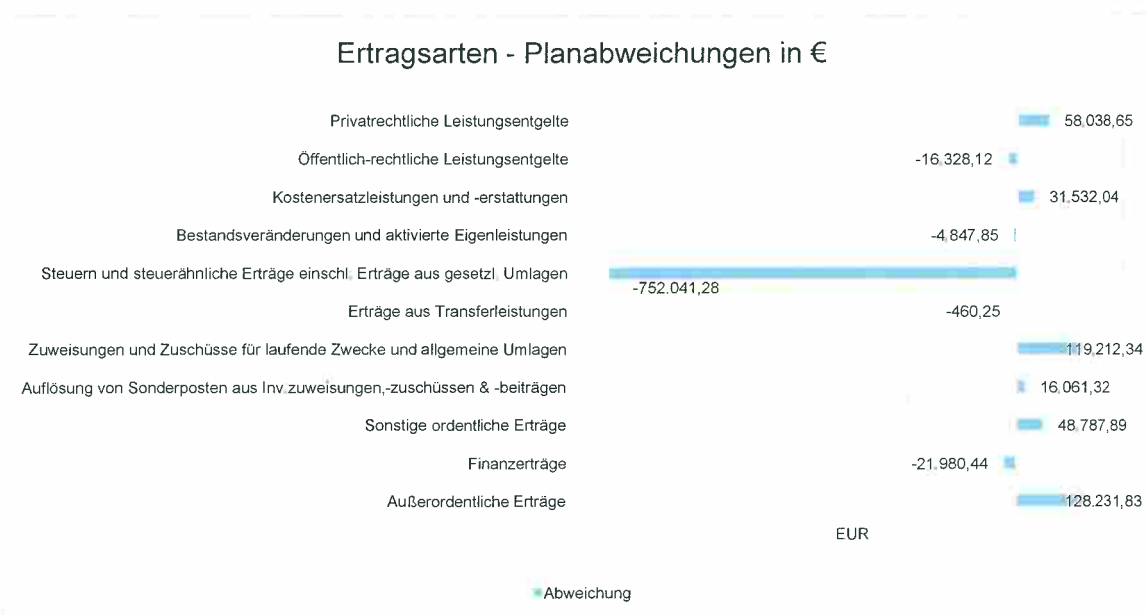 Ertragsarten - Planabweichungen in €
Privatrechtliche Leistungsentgelte 58.038,65
Öffentlich-rechtliche Leistungsentgelte -16.328,12
Kostenersatzleistungen und -erstattungen 31.532,04
Bestandsveränderungen und aktivierte Eigenleistungen -4.847,85
Steuern und steuerähnliche Erträge einschl. Erträge aus gesetzl. Umlagen
-752.041,28
Erträge aus Transferleistungen -460,25
Zuweisungen und Zuschüsse für laufende Zwecke und allgemeine Umlagen 119.212,34
Auflösung von Sonderposten aus Inv.zuweisungen,-zuschüssen & -beiträgen 16.061,32
Sonstige ordentliche Erträge 48.787,89
Finanzerträge -21.980,44
Außerordentliche Erträge 128.231,83
EUR
Abweichung